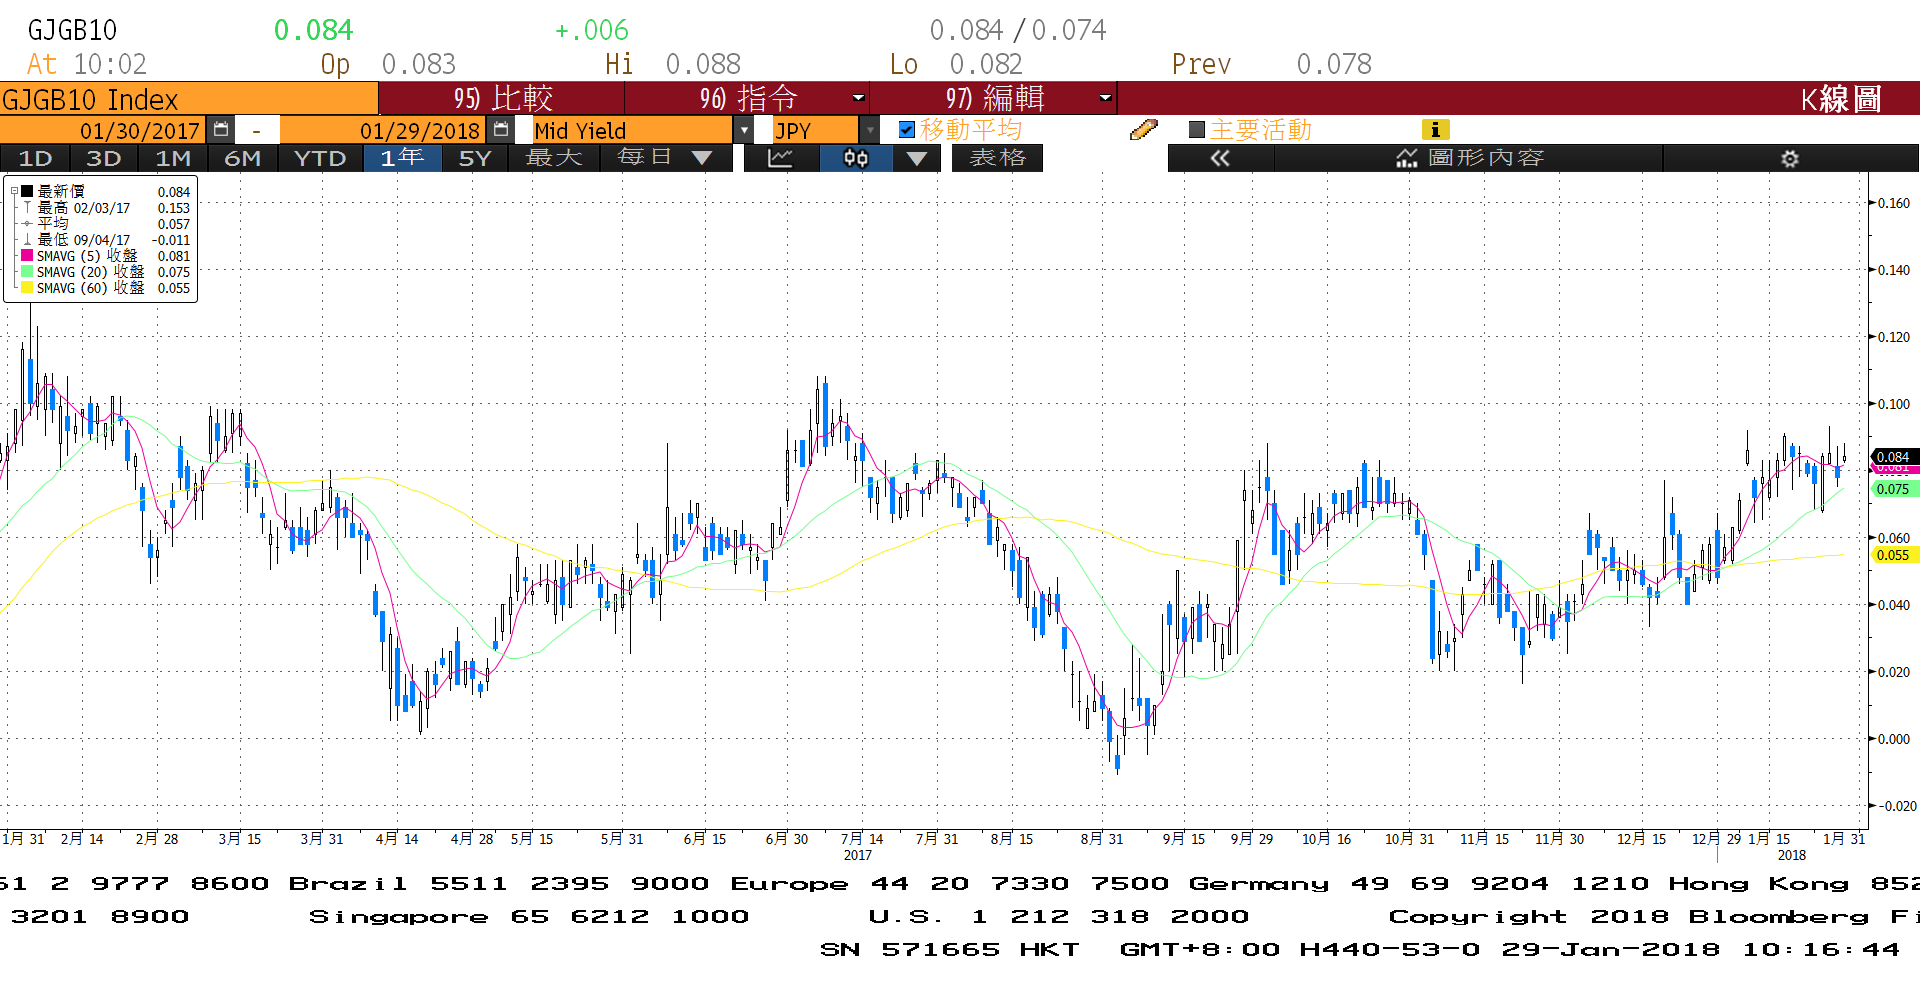 GJGB10 0.084 +.006 0.084 / 0.074
At 10:02 Op 0.083 Hi 0.088 Lo 0.082 Prev 0.078
GJGB10 Index 95) 比較 96) 指令 97) 編輯 K線圖
01/30/2017 - 01/29/2018 Mid Yield JPY 移動平均 主要活動
1D 3D 1M 6M YTD 1年 5Y 最大 每日 表格 « 圖形內容
最新價 0.084
最高 02/03/17 0.153
平均 0.057
最低 09/04/17 -0.011
SMAVG (5) 收盤 0.081
SMAVG (20) 收盤 0.075
SMAVG (60) 收盤 0.055
0.160
0.140
0.120
0.100
0.084
0.081
0.075
0.060
0.055
0.040
0.020
0.000
-0.020
1月 31 2月 14 2月 28 3月 15 3月 31 4月 14 4月 28 5月 15 5月 31 6月 15 6月 30 7月 14 7月 31 8月 15 8月 31 9月 15 9月 29 10月 16 10月 31 11月 15 11月 30 12月 15 12月 29 1月 15 1月 31
2017 2018
61 2 9777 8600 Brazil 5511 2395 9000 Europe 44 20 7330 7500 Germany 49 69 9204 1210 Hong Kong 852
3201 8900 Singapore 65 6212 1000 U.S. 1 212 318 2000 Copyright 2018 Bloomberg Fi
SN 571665 HKT GMT+8:00 H440-53-0 29-Jan-2018 10:16:44